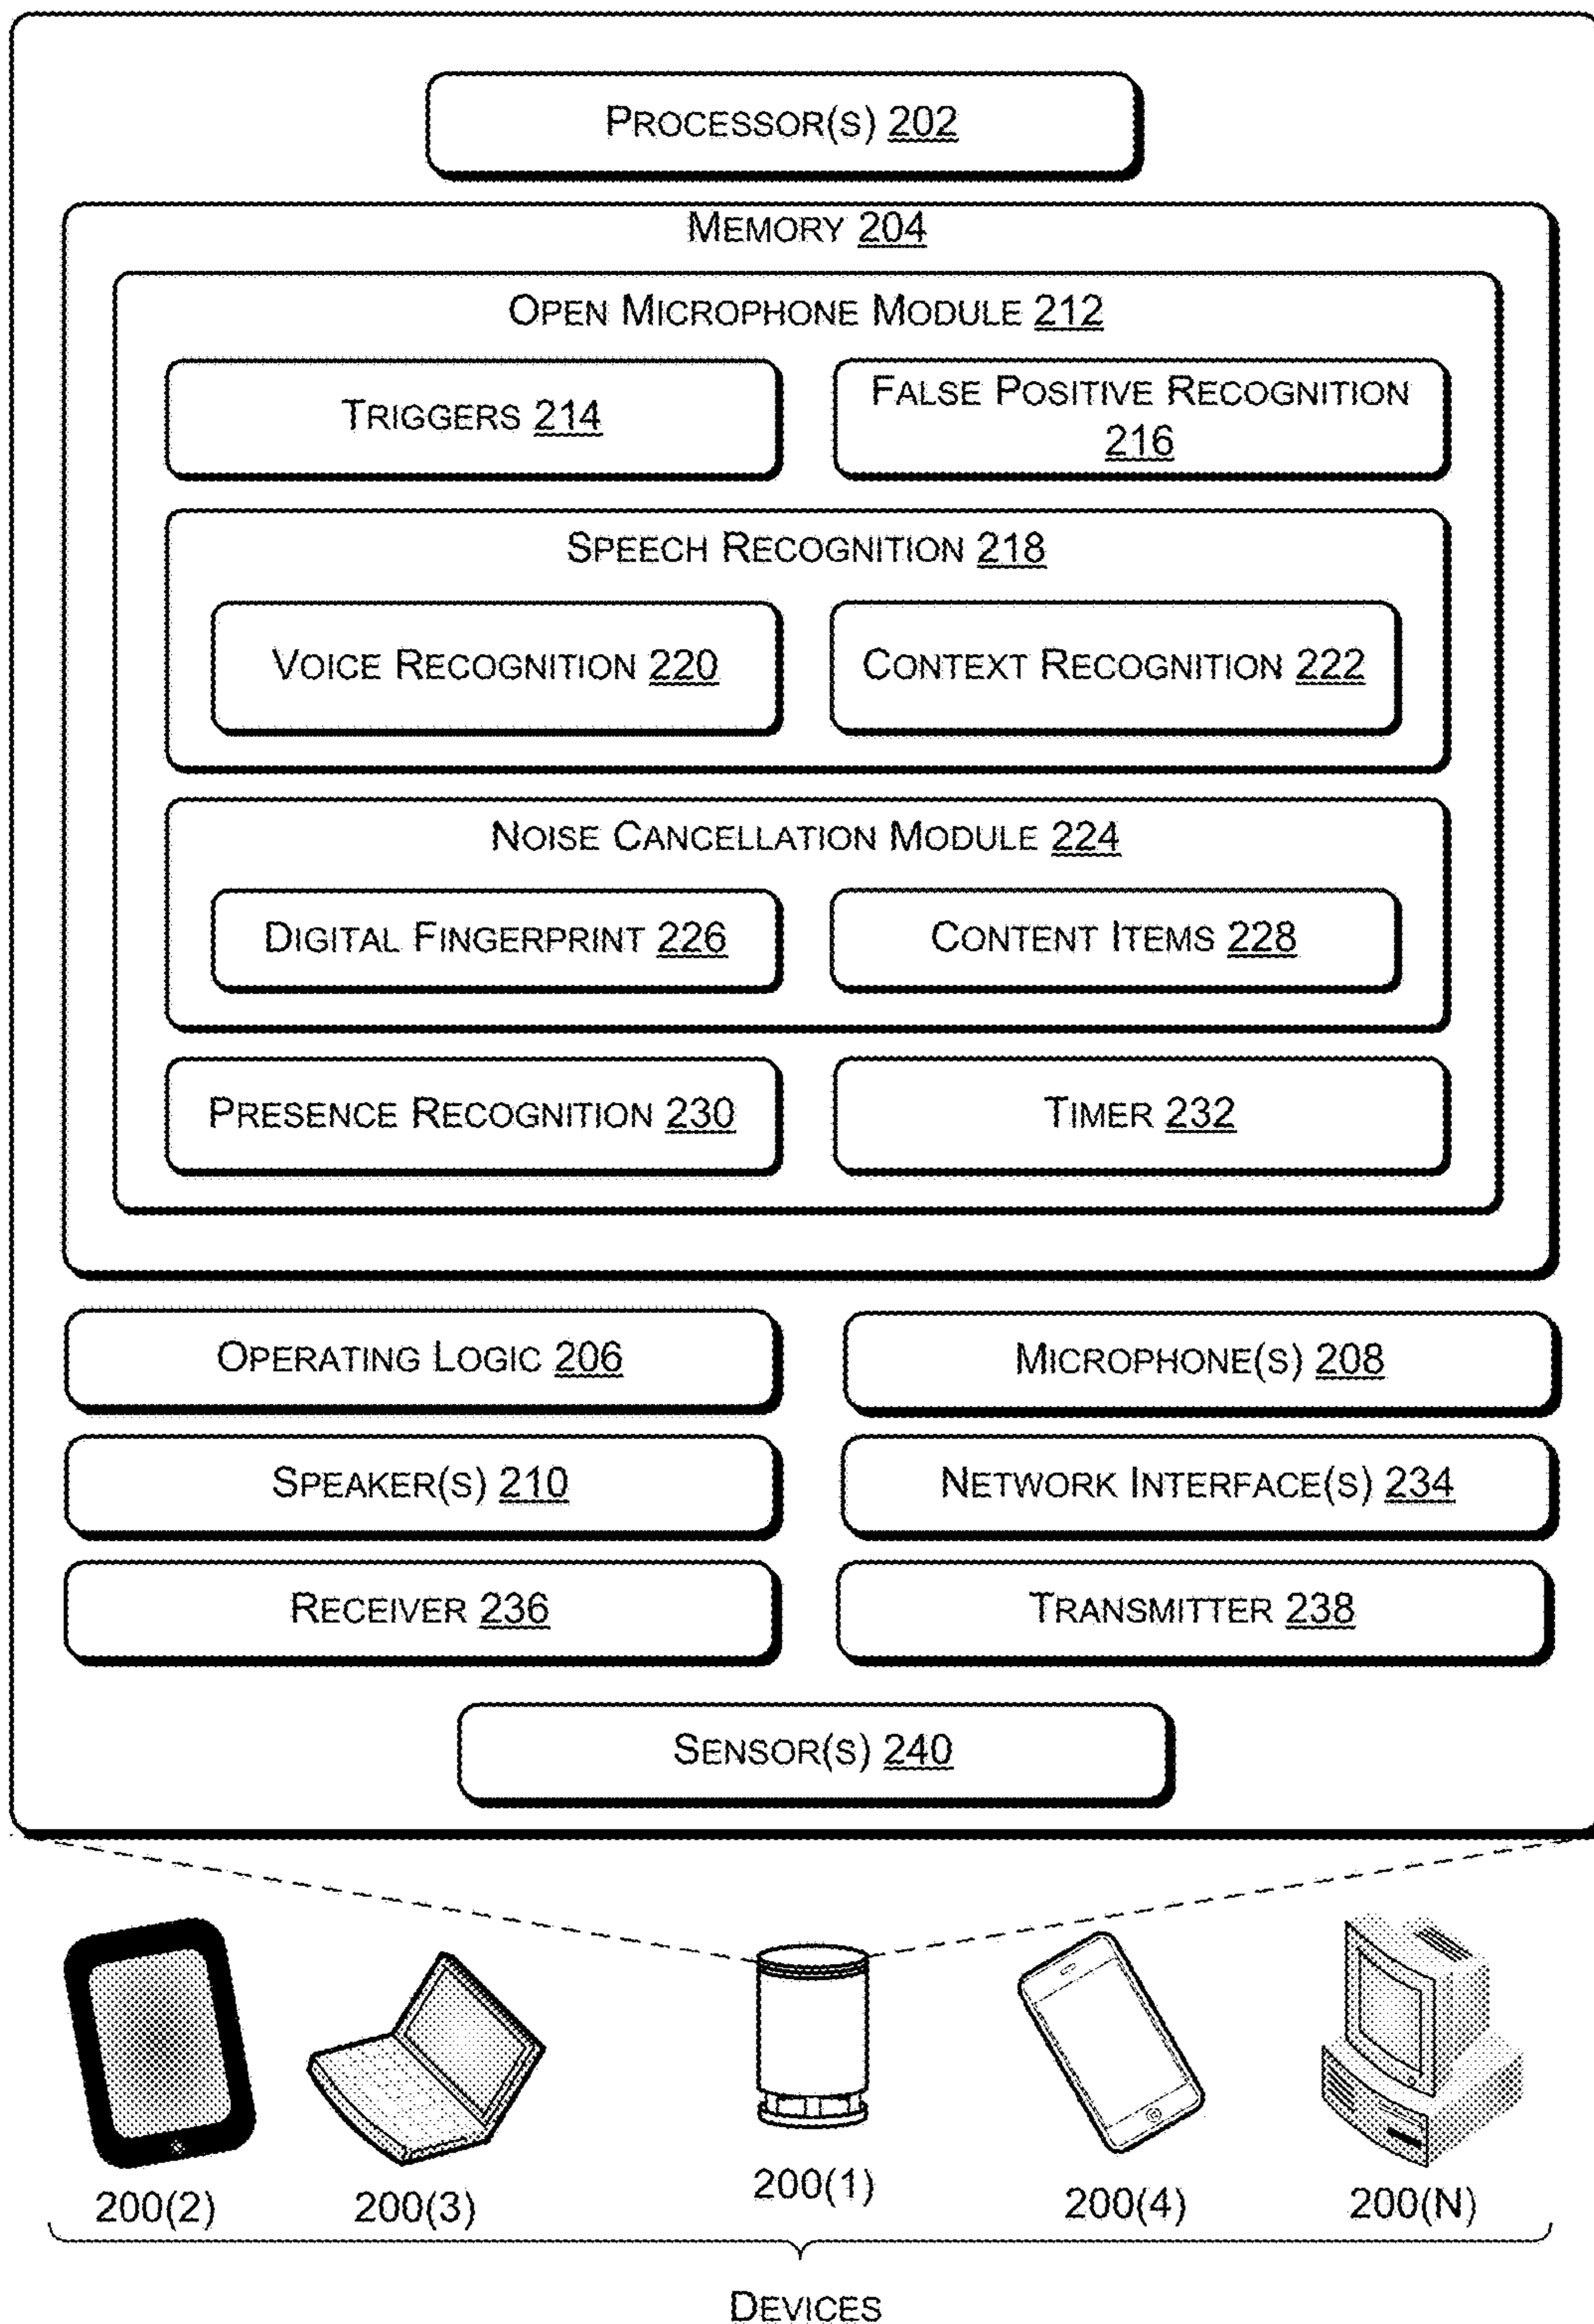 PROCESSOR(S) 202
MEMORY 204
OPEN MICROPHONE MODULE 212
TRIGGERS 214
FALSE POSITIVE RECOGNITION
216
SPEECH RECOGNITION 218
VOICE RECOGNITION 220
CONTEXT RECOGNITION 222
NOISE CANCELLATION MODULE 224
DIGITAL FINGERPRINT 226
CONTENT ITEMS 228
PRESENCE RECOGNITION 230
TIMER 232
OPERATING LOGIC 206
MICROPHONE(S) 208
SPEAKER(S) 210
NETWORK INTERFACE(S) 234
RECEIVER 236
TRANSMITTER 238
SENSOR(S) 240
200(2)
200(3)
200(1)
200(4)
200(N)
DEVICES